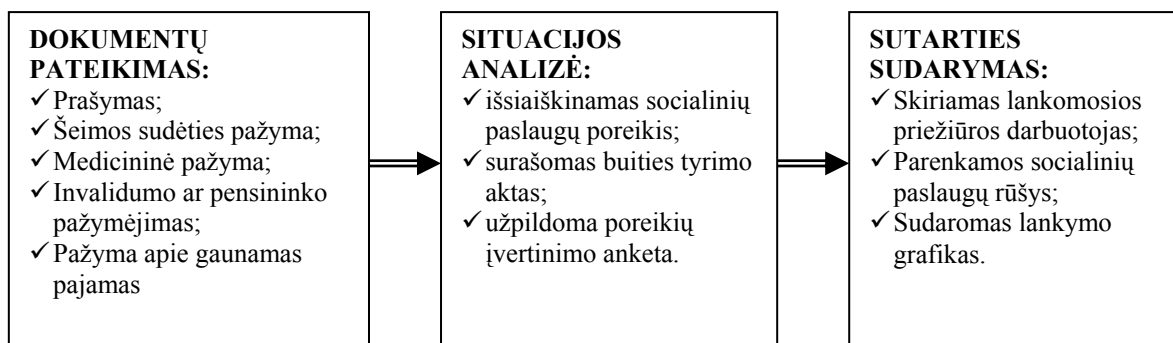 DOKUMENTŲ
PATEIKIMAS:
✓ Prašymas;
✓ Šeimos sudėties pažyma;
✓ Medicininė pažyma;
✓ Invalidumo ar pensininko
pažymėjimas;
✓ Pažyma apie gaunamas
pajamas
SITUACIJOS
ANALIZĖ:
✓ išsiaiškinamas socialinių
paslaugų poreikis;
✓ surašomas buities tyrimo
aktas;
✓ užpildoma poreikių
įvertinimo anketa.
SUTARTIES
SUDARYMAS:
✓ Skiriamas lankomosios
priežiūros darbuotojas;
✓ Parenkamos socialinių
paslaugų rūšys;
✓ Sudaromas lankymo
grafikas.